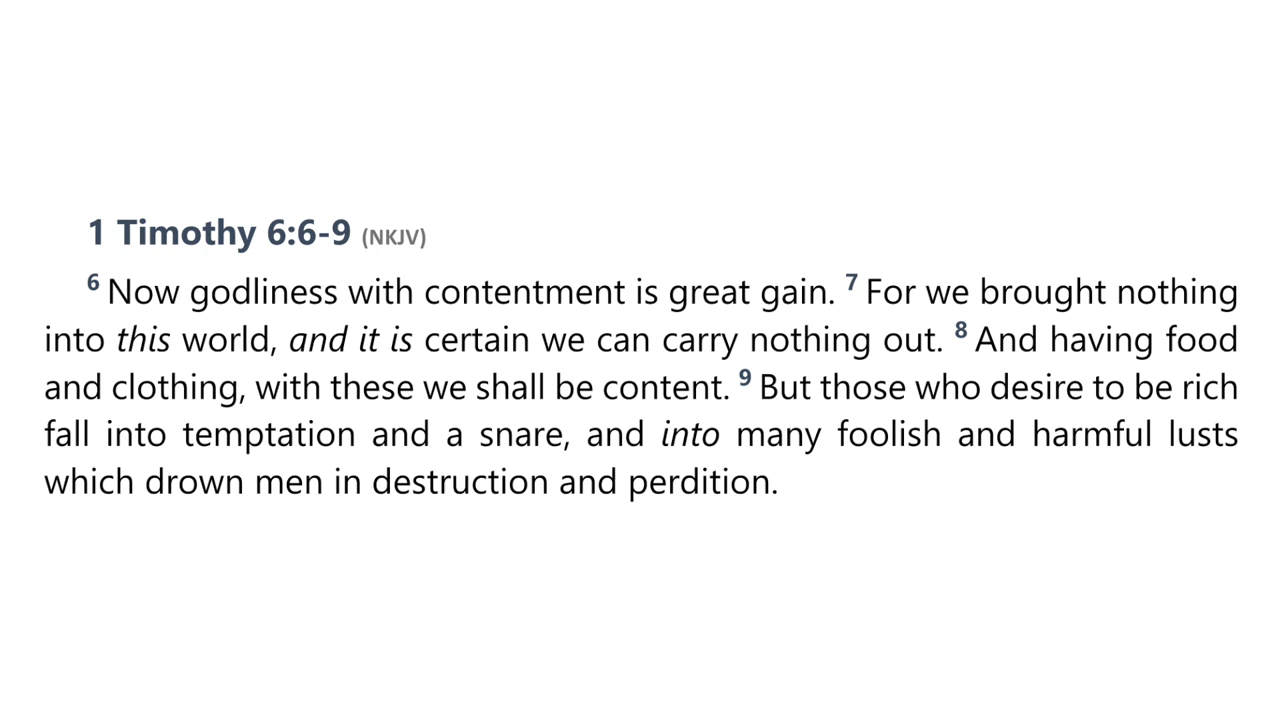 1 Timothy 6:6-9 (NKJV)
6 Now godliness with contentment is great gain. 7 For we brought nothing
into this world, and it is certain we can carry nothing out. 8 And having food
and clothing, with these we shall be content. 9 But those who desire to be rich
fall into temptation and a snare, and into many foolish and harmful lusts
which drown men in destruction and perdition.